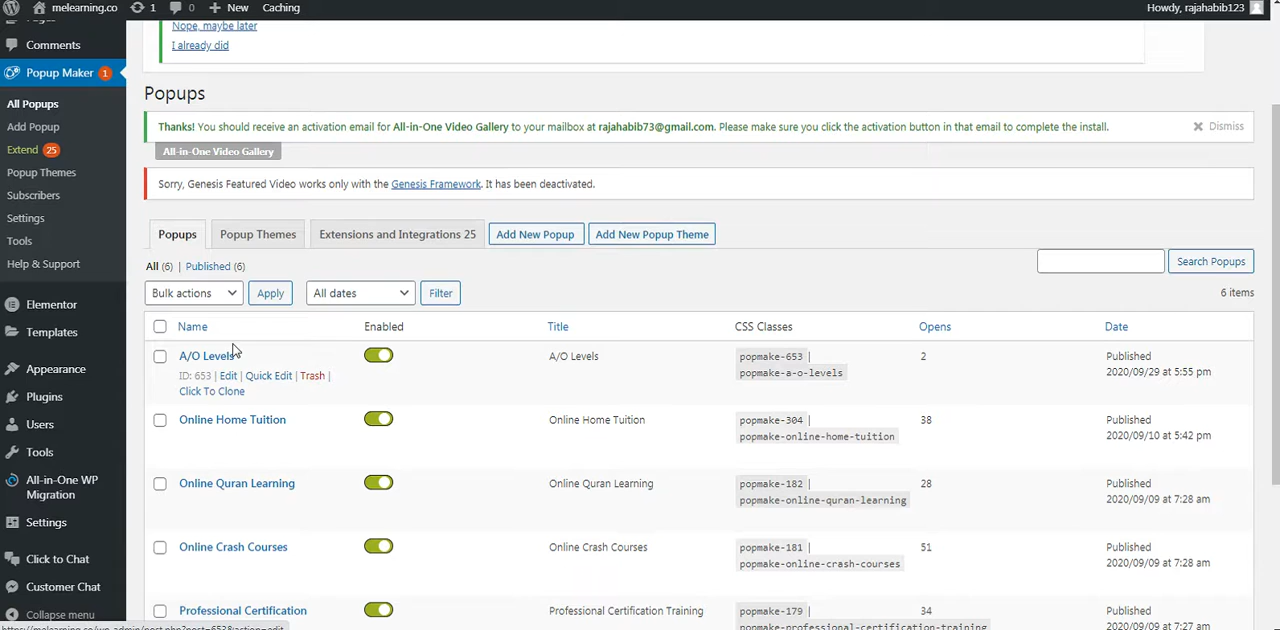 melearning.co 1 0 New Caching Howdy, rajahabib123
Comments
Popup Maker 1
All Popups
Add Popup
Extend 25
Popup Themes
Subscribers
Settings
Tools
Help & Support
Elementor
Templates
Appearance
Plugins
Users
Tools
All-in-One WP
Migration
Settings
Click to Chat
Customer Chat
Collapse menu
Nope, maybe later
I already did
Popups
Thanks! You should receive an activation email for All-in-One Video Gallery to your mailbox at rajahabib73@gmail.com. Please make sure you click the activation button in that email to complete the install. Dismiss
All-in-One Video Gallery
Sorry, Genesis Featured Video works only with the Genesis Framework. It has been deactivated.
Popups Popup Themes Extensions and Integrations 25 Add New Popup Add New Popup Theme
All (6) | Published (6)
Search Popups
Bulk actions Apply All dates Filter 6 items
Name Enabled Title CSS Classes Opens Date
A/O Levels A/O Levels popmake-653 | 2 Published
popmake-a-o-levels 2020/09/29 at 5:55 pm
ID: 653 | Edit | Quick Edit | Trash |
Click To Clone
Online Home Tuition Online Home Tuition popmake-304 | 38 Published
popmake-online-home-tuition 2020/09/10 at 5:42 pm
Online Quran Learning Online Quran Learning popmake-182 | 28 Published
popmake-online-quran-learning 2020/09/09 at 7:28 am
Online Crash Courses Online Crash Courses popmake-181 | 51 Published
popmake-online-crash-courses 2020/09/09 at 7:28 am
Professional Certification Professional Certification Training popmake-179 | 34 Published
popmake-professional-certification-training 2020/09/09 at 7:27 am